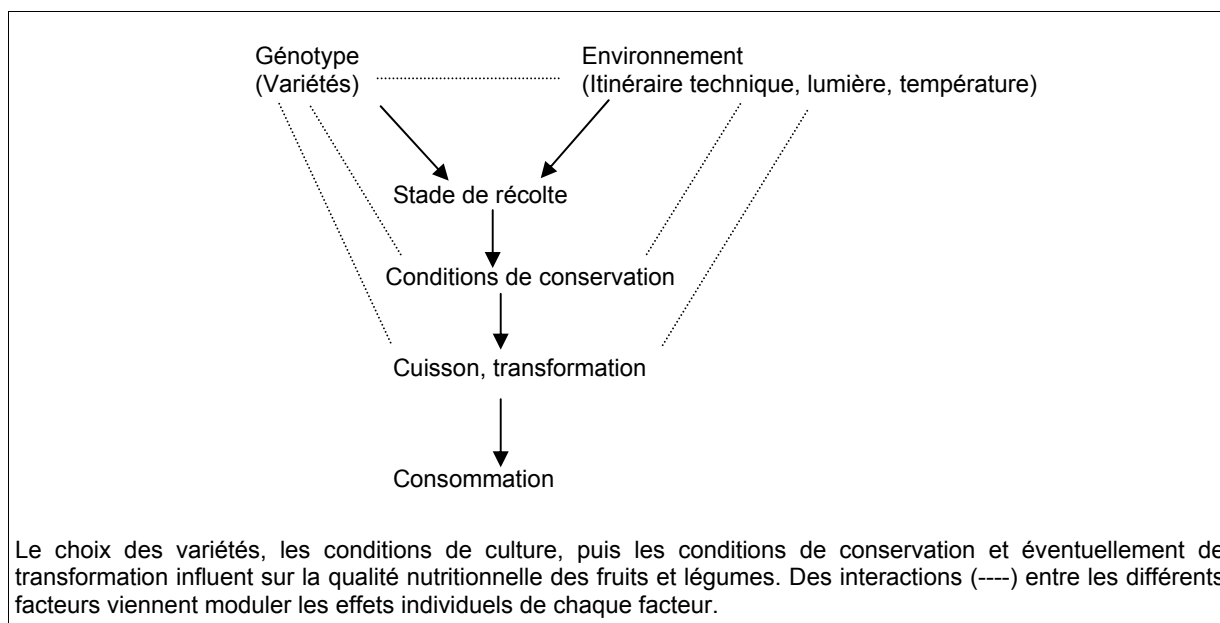 Génotype
(Variétés)
Environnement
(Itinéraire technique, lumière, température)
Stade de récolte
Conditions de conservation
Cuisson, transformation
Consommation
Le choix des variétés, les conditions de culture, puis les conditions de conservation et éventuellement de
transformation influent sur la qualité nutritionnelle des fruits et légumes. Des interactions (----) entre les différents
facteurs viennent moduler les effets individuels de chaque facteur.